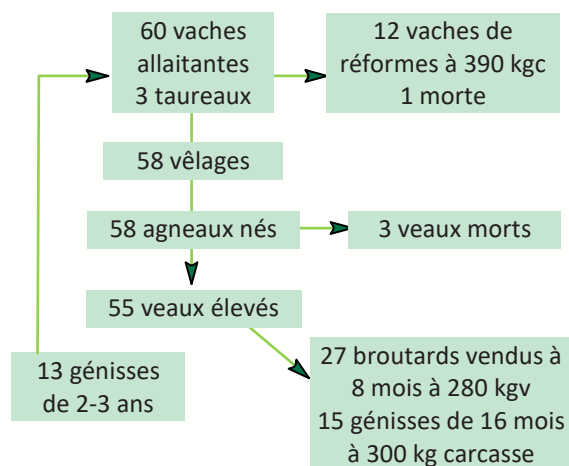 60 vaches
allaitantes
3 taureaux
12 vaches de
réformes à 390 kgc
1 morte
58 vêlages
58 agneaux nés
3 veaux morts
55 veaux élevés
13 génisses
de 2-3 ans
27 broutards vendus à
8 mois à 280 kgv
15 génisses de 16 mois
à 300 kg carcasse